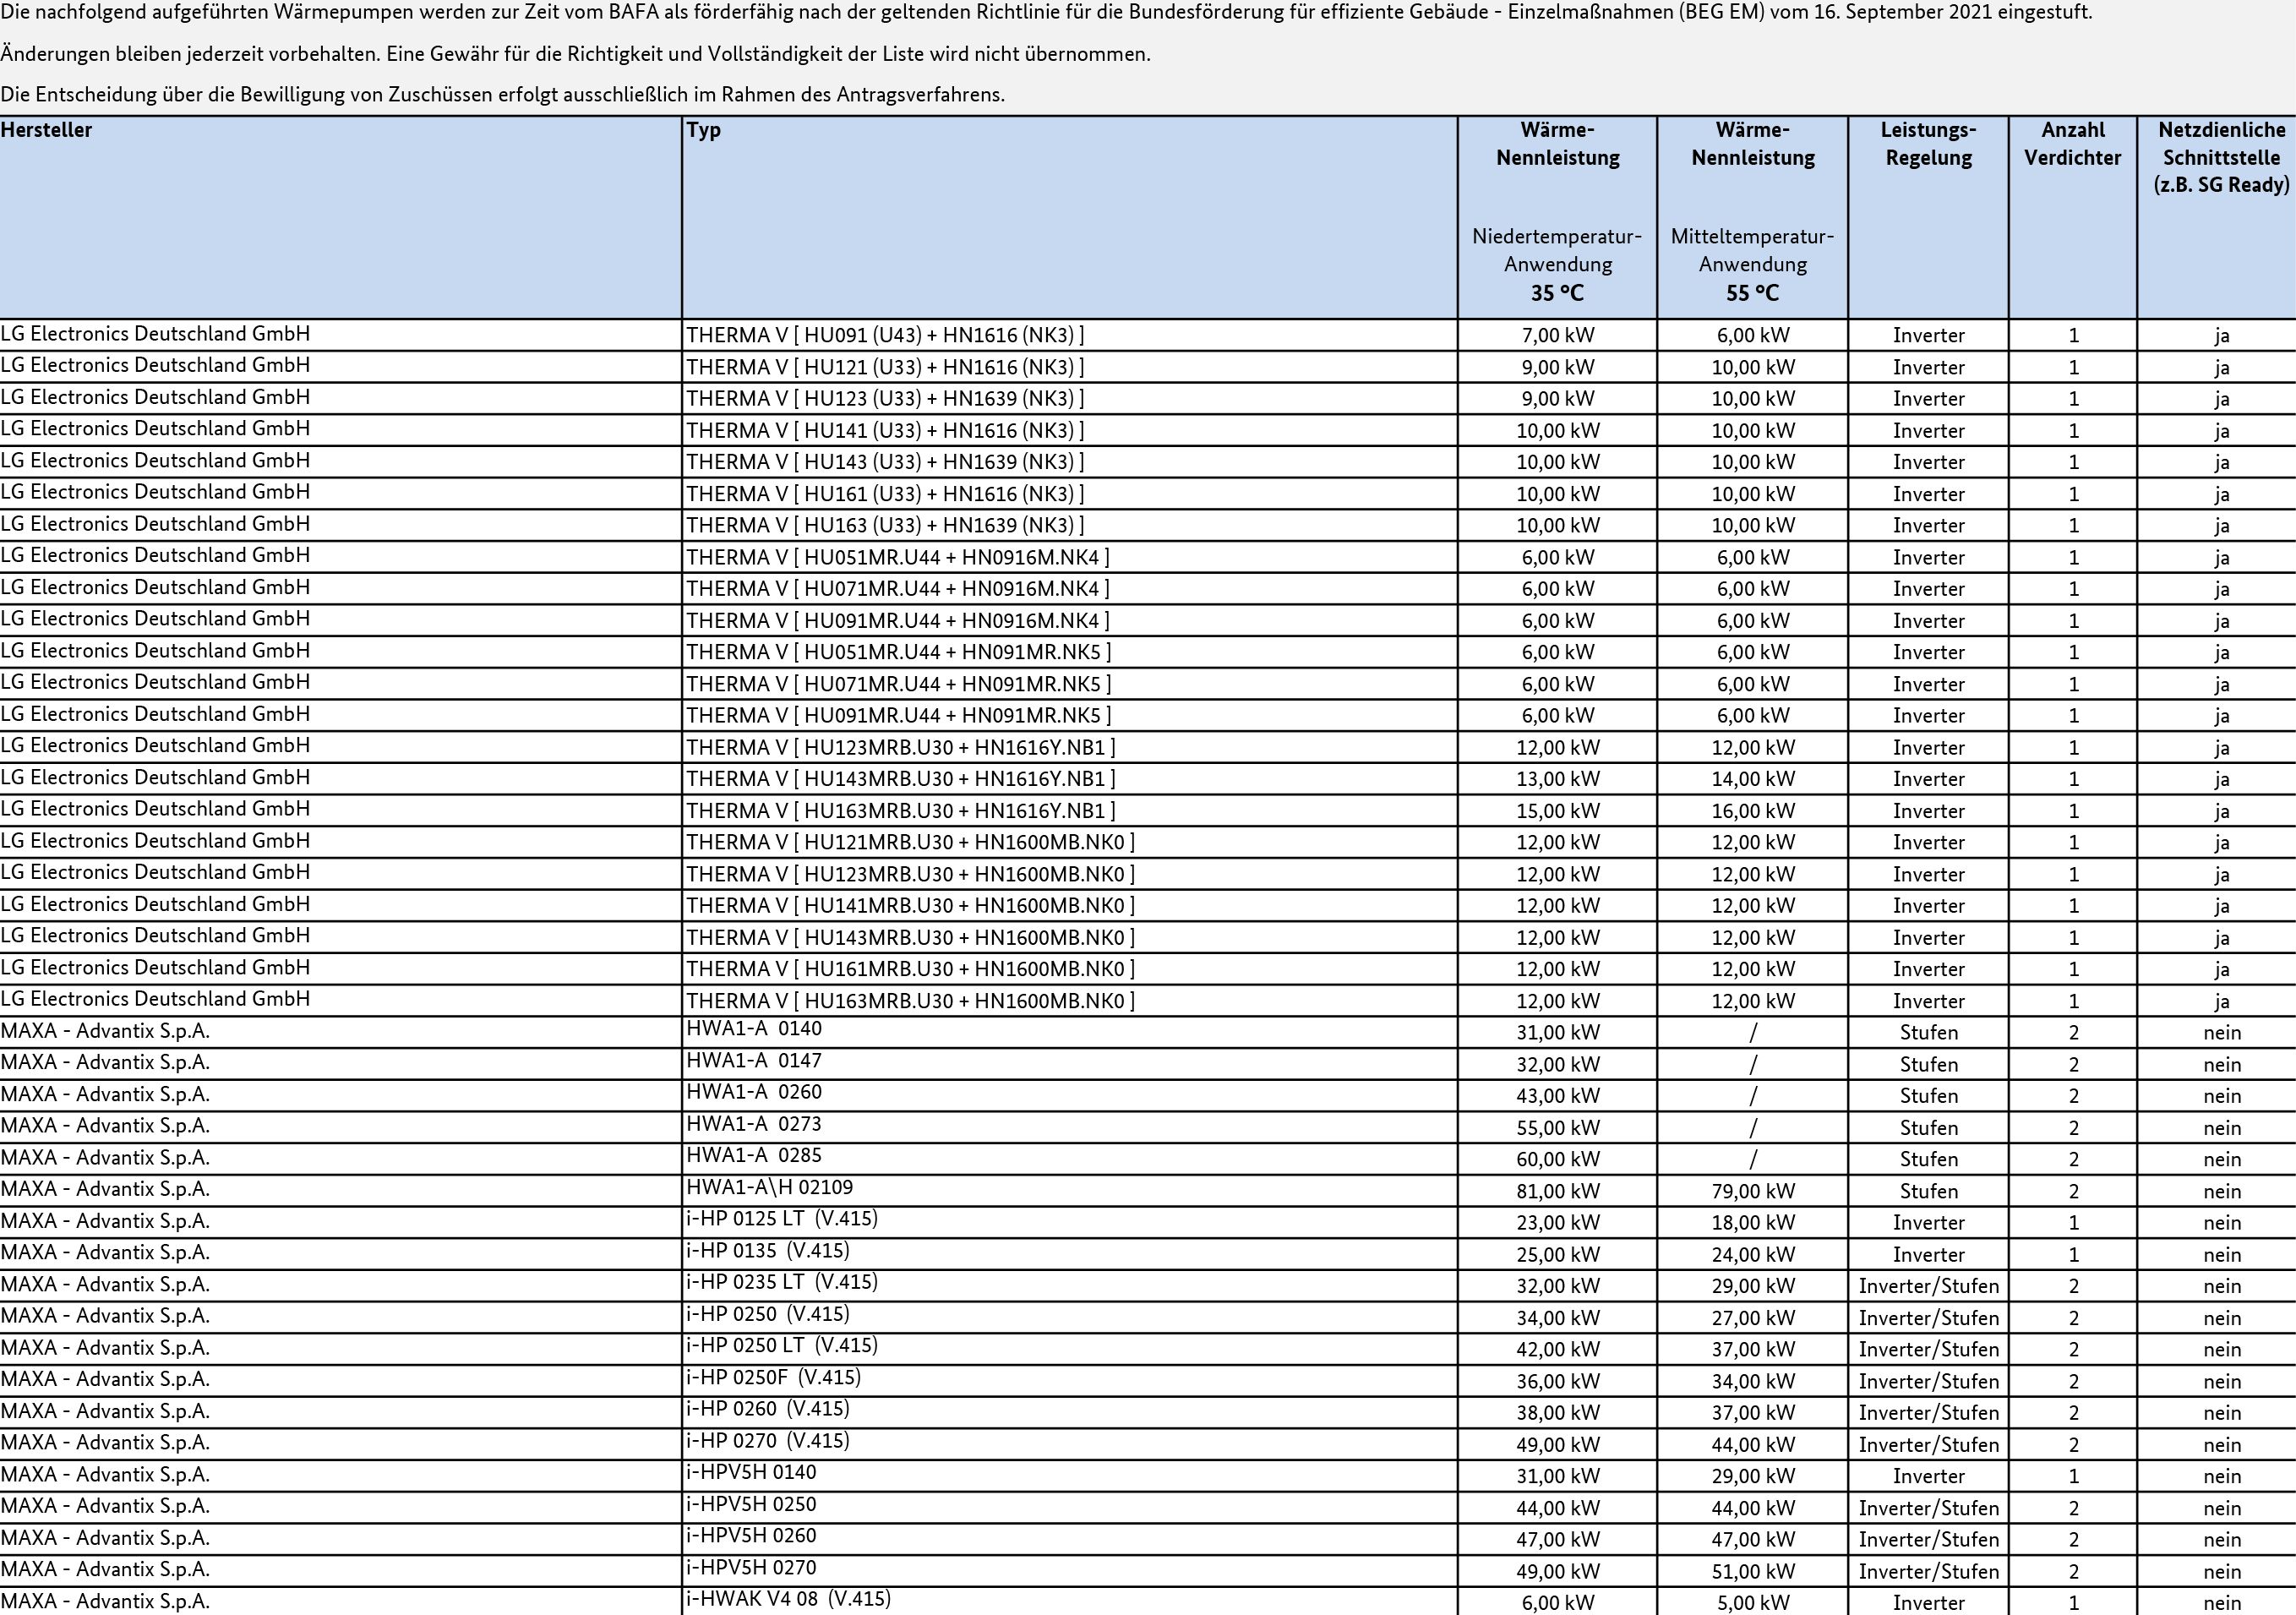 Die nachfolgend aufgeführten Wärmepumpen werden zur Zeit vom BAFA als förderfähig nach der geltenden Richtlinie für die Bundesförderung für effiziente Gebäude - Einzelmaßnahmen (BEG EM) vom 16. September 2021 eingestuft.
Änderungen bleiben jederzeit vorbehalten. Eine Gewähr für die Richtigkeit und Vollständigkeit der Liste wird nicht übernommen.
Die Entscheidung über die Bewilligung von Zuschüssen erfolgt ausschließlich im Rahmen des Antragsverfahrens.
Hersteller Typ Wärme- Wärme- Leistungs- Anzahl Netzdienliche
Nennleistung Nennleistung Regelung Verdichter Schnittstelle
(z.B. SG Ready)
Niedertemperatur- Mitteltemperatur-
Anwendung Anwendung
35 °C 55 °C
LG Electronics Deutschland GmbH THERMA V [ HU091 (U43) + HN1616 (NK3) ] 7,00 kW 6,00 kW Inverter 1 ja
LG Electronics Deutschland GmbH THERMA V [ HU121 (U33) + HN1616 (NK3) ] 9,00 kW 10,00 kW Inverter 1 ja
LG Electronics Deutschland GmbH THERMA V [ HU123 (U33) + HN1639 (NK3) ] 9,00 kW 10,00 kW Inverter 1 ja
LG Electronics Deutschland GmbH THERMA V [ HU141 (U33) + HN1616 (NK3) ] 10,00 kW 10,00 kW Inverter 1 ja
LG Electronics Deutschland GmbH THERMA V [ HU143 (U33) + HN1639 (NK3) ] 10,00 kW 10,00 kW Inverter 1 ja
LG Electronics Deutschland GmbH THERMA V [ HU161 (U33) + HN1616 (NK3) ] 10,00 kW 10,00 kW Inverter 1 ja
LG Electronics Deutschland GmbH THERMA V [ HU163 (U33) + HN1639 (NK3) ] 10,00 kW 10,00 kW Inverter 1 ja
LG Electronics Deutschland GmbH THERMA V [ HU051MR.U44 + HN0916M.NK4 ] 6,00 kW 6,00 kW Inverter 1 ja
LG Electronics Deutschland GmbH THERMA V [ HU071MR.U44 + HN0916M.NK4 ] 6,00 kW 6,00 kW Inverter 1 ja
LG Electronics Deutschland GmbH THERMA V [ HU091MR.U44 + HN0916M.NK4 ] 6,00 kW 6,00 kW Inverter 1 ja
LG Electronics Deutschland GmbH THERMA V [ HU051MR.U44 + HN091MR.NK5 ] 6,00 kW 6,00 kW Inverter 1 ja
LG Electronics Deutschland GmbH THERMA V [ HU071MR.U44 + HN091MR.NK5 ] 6,00 kW 6,00 kW Inverter 1 ja
LG Electronics Deutschland GmbH THERMA V [ HU091MR.U44 + HN091MR.NK5 ] 6,00 kW 6,00 kW Inverter 1 ja
LG Electronics Deutschland GmbH THERMA V [ HU123MRB.U30 + HN1616Y.NB1 ] 12,00 kW 12,00 kW Inverter 1 ja
LG Electronics Deutschland GmbH THERMA V [ HU143MRB.U30 + HN1616Y.NB1 ] 13,00 kW 14,00 kW Inverter 1 ja
LG Electronics Deutschland GmbH THERMA V [ HU163MRB.U30 + HN1616Y.NB1 ] 15,00 kW 16,00 kW Inverter 1 ja
LG Electronics Deutschland GmbH THERMA V [ HU121MRB.U30 + HN1600MB.NK0 ] 12,00 kW 12,00 kW Inverter 1 ja
LG Electronics Deutschland GmbH THERMA V [ HU123MRB.U30 + HN1600MB.NK0 ] 12,00 kW 12,00 kW Inverter 1 ja
LG Electronics Deutschland GmbH THERMA V [ HU141MRB.U30 + HN1600MB.NK0 ] 12,00 kW 12,00 kW Inverter 1 ja
LG Electronics Deutschland GmbH THERMA V [ HU143MRB.U30 + HN1600MB.NK0 ] 12,00 kW 12,00 kW Inverter 1 ja
LG Electronics Deutschland GmbH THERMA V [ HU161MRB.U30 + HN1600MB.NK0 ] 12,00 kW 12,00 kW Inverter 1 ja
LG Electronics Deutschland GmbH THERMA V [ HU163MRB.U30 + HN1600MB.NK0 ] 12,00 kW 12,00 kW Inverter 1 ja
MAXA - Advantix S.p.A. HWA1-A 0140 31,00 kW / Stufen 2 nein
MAXA - Advantix S.p.A. HWA1-A 0147 32,00 kW / Stufen 2 nein
MAXA - Advantix S.p.A. HWA1-A 0260 43,00 kW / Stufen 2 nein
MAXA - Advantix S.p.A. HWA1-A 0273 55,00 kW / Stufen 2 nein
MAXA - Advantix S.p.A. HWA1-A 0285 60,00 kW / Stufen 2 nein
MAXA - Advantix S.p.A. HWA1-A\H 02109 81,00 kW 79,00 kW Stufen 2 nein
MAXA - Advantix S.p.A. i-HP 0125 LT (V.415) 23,00 kW 18,00 kW Inverter 1 nein
MAXA - Advantix S.p.A. i-HP 0135 (V.415) 25,00 kW 24,00 kW Inverter 1 nein
MAXA - Advantix S.p.A. i-HP 0235 LT (V.415) 32,00 kW 29,00 kW Inverter/Stufen 2 nein
MAXA - Advantix S.p.A. i-HP 0250 (V.415) 34,00 kW 27,00 kW Inverter/Stufen 2 nein
MAXA - Advantix S.p.A. i-HP 0250 LT (V.415) 42,00 kW 37,00 kW Inverter/Stufen 2 nein
MAXA - Advantix S.p.A. i-HP 0250F (V.415) 36,00 kW 34,00 kW Inverter/Stufen 2 nein
MAXA - Advantix S.p.A. i-HP 0260 (V.415) 38,00 kW 37,00 kW Inverter/Stufen 2 nein
MAXA - Advantix S.p.A. i-HP 0270 (V.415) 49,00 kW 44,00 kW Inverter/Stufen 2 nein
MAXA - Advantix S.p.A. i-HPV5H 0140 31,00 kW 29,00 kW Inverter 1 nein
MAXA - Advantix S.p.A. i-HPV5H 0250 44,00 kW 44,00 kW Inverter/Stufen 2 nein
MAXA - Advantix S.p.A. i-HPV5H 0260 47,00 kW 47,00 kW Inverter/Stufen 2 nein
MAXA - Advantix S.p.A. i-HPV5H 0270 49,00 kW 51,00 kW Inverter/Stufen 2 nein
MAXA - Advantix S.p.A. i-HWAK V4 08 (V.415) 6,00 kW 5,00 kW Inverter 1 nein